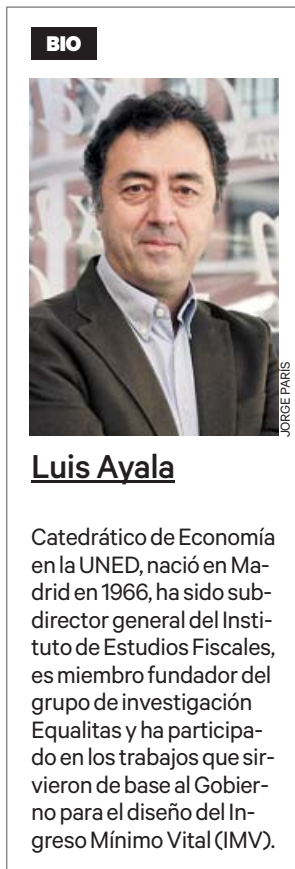 BIO
JORGE PARÍS
Luis Ayala
Catedrático de Economía
en la UNED, nació en Ma-
drid en 1966, ha sido sub-
director general del Insti-
tuto de Estudios Fiscales,
es miembro fundador del
grupo de investigación
Equalitas y ha participa-
do en los trabajos que sir-
vieron de base al Gobier-
no para el diseño del In-
greso Mínimo Vital (IMV).